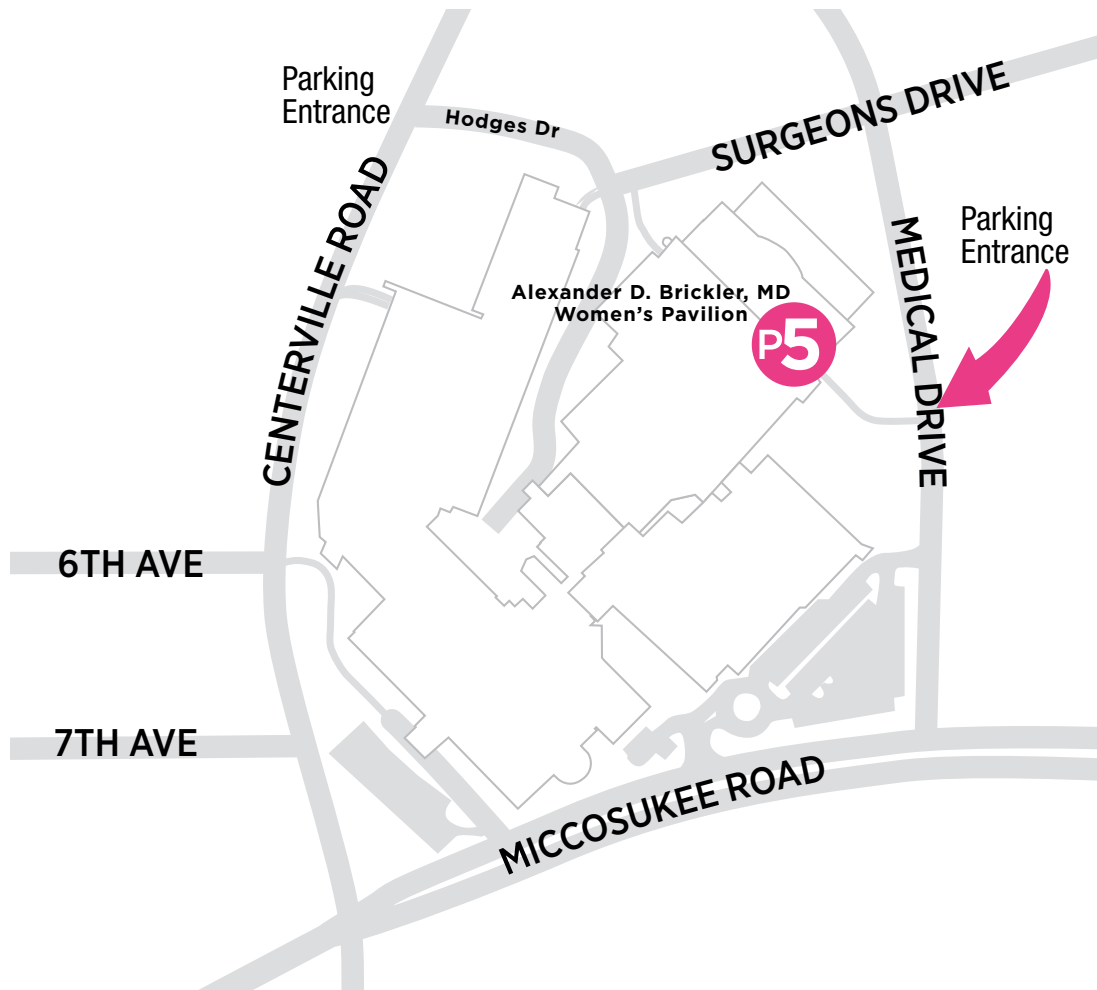 Parking
Entrance
Hodges Dr
SURGEONS DRIVE
CENTERVILLE ROAD
MEDICAL DRIVE
Parking
Entrance
Alexander D. Brickler, MD
Women's Pavilion
P5
6TH AVE
7TH AVE
MICCOSUKEE ROAD